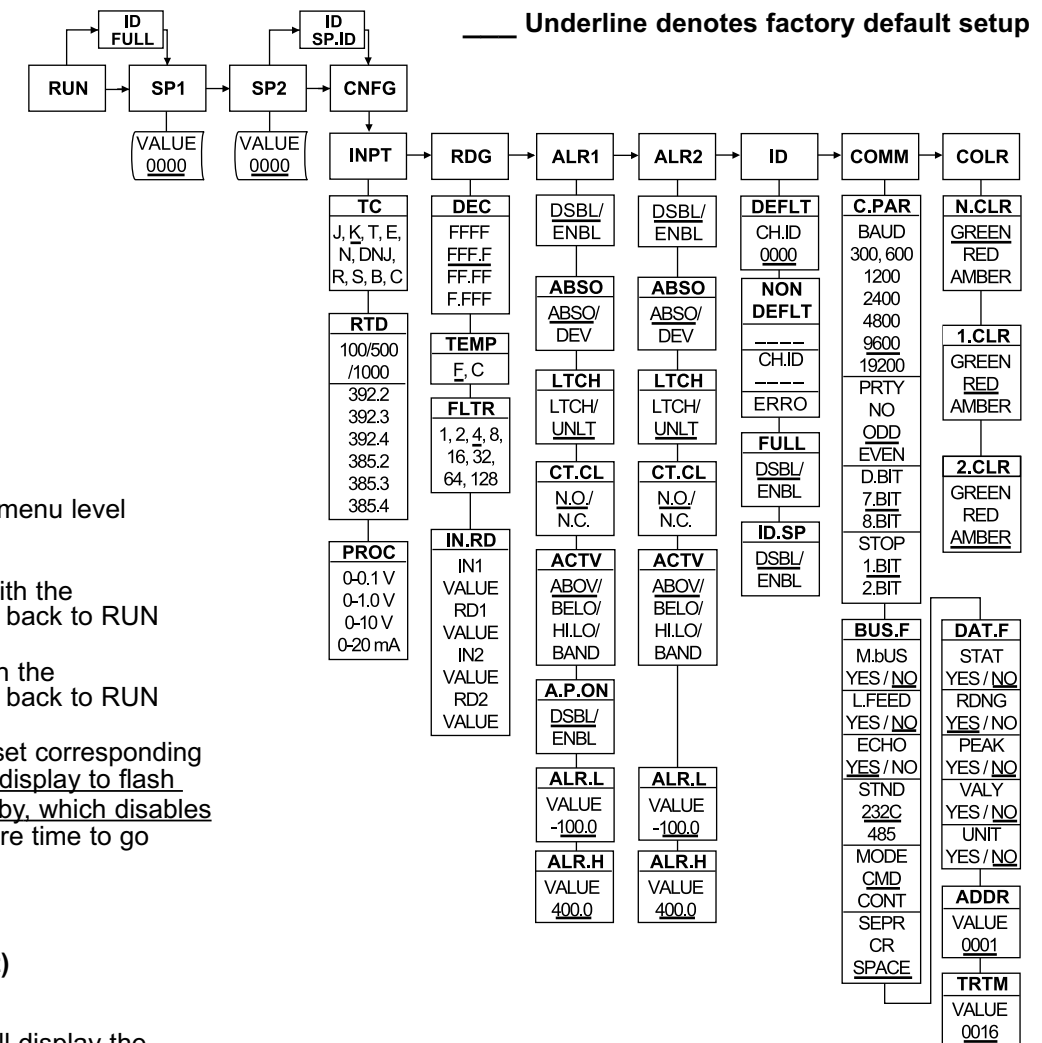 ___ Underline denotes factory default setup
ID
FULL
ID
SP.ID
RUN
SP1
SP2
CNFG
VALUE
0000
VALUE
0000
INPT
RDG
ALR1
ALR2
ID
COMM
COLR
TC
J, K, T, E,
N, DNJ,
R, S, B, C
RTD
100/500
/1000
392.2
392.3
392.4
385.2
385.3
385.4
PROC
0-0.1 V
0-1.0 V
0-10 V
0-20 mA
DEC
FFFF
FFF.F
FF.FF
F.FFF
TEMP
F, C
FLTR
1, 2, 4, 8,
16, 32,
64, 128
IN.RD
IN1
VALUE
RD1
VALUE
IN2
VALUE
RD2
VALUE
DSBL/
ENBL
ABSO
ABSO/
DEV
LTCH
LTCH/
UNLT
CT.CL
N.O./
N.C.
ACTV
ABOV/
BELO/
HI.LO/
BAND
A.P.ON
DSBL/
ENBL
ALR.L
VALUE
-100.0
ALR.H
VALUE
400.0
DSBL/
ENBL
ABSO
ABSO/
DEV
LTCH
LTCH/
UNLT
CT.CL
N.O./
N.C.
ACTV
ABOV/
BELO/
HI.LO/
BAND
ALR.L
VALUE
-100.0
ALR.H
VALUE
400.0
DEFLT
CH.ID
0000
NON
DEFLT
_ _ _ _
CH.ID
_ _ _ _
ERRO
FULL
DSBL/
ENBL
ID.SP
DSBL/
ENBL
C.PAR
BAUD
300, 600
1200
2400
4800
9600
19200
PRTY
NO
ODD
EVEN
D.BIT
7.BIT
8.BIT
STOP
1.BIT
2.BIT
BUS.F
M.bUS
YES / NO
L.FEED
YES / NO
ECHO
YES / NO
STND
232C
485
MODE
CMD
CONT
SEPR
CR
SPACE
N.CLR
GREEN
RED
AMBER
1.CLR
GREEN
RED
AMBER
2.CLR
GREEN
RED
AMBER
DAT.F
STAT
YES / NO
RDNG
YES / NO
PEAK
YES / NO
VALY
YES / NO
UNIT
YES / NO
ADDR
VALUE
0001
TRTM
VALUE
0016
menu level
ith the
back to RUN
n the
back to RUN
set corresponding
display to flash
by, which disables
re time to go
)
ll display the